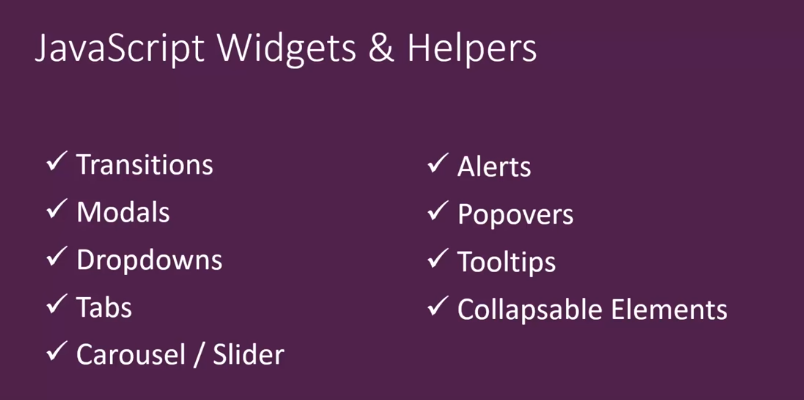 JavaScript Widgets & Helpers
✓ Transitions
✓ Modals
✓ Dropdowns
✓ Tabs
✓ Carousel / Slider
✓ Alerts
✓ Popovers
✓ Tooltips
✓ Collapsable Elements